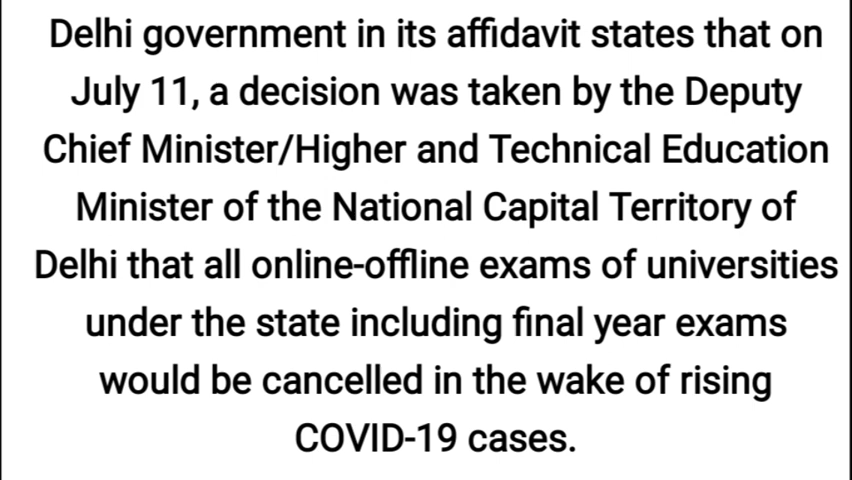 Delhi government in its affidavit states that on
July 11, a decision was taken by the Deputy
Chief Minister/Higher and Technical Education
Minister of the National Capital Territory of
Delhi that all online-offline exams of universities
under the state including final year exams
would be cancelled in the wake of rising
COVID-19 cases.